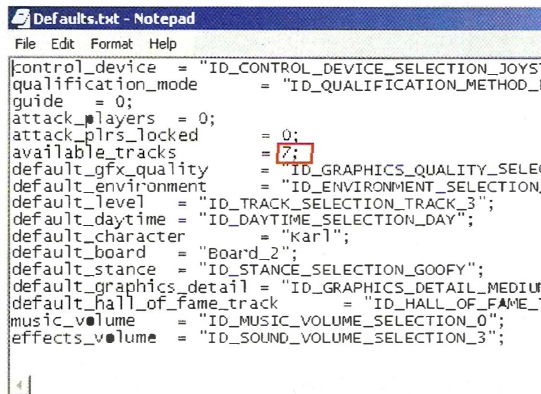 Defaults.txt - Notepad
File Edit Format Help
control_device = "ID_CONTROL_DEVICE_SELECTION_JOYST
qualification_mode = "ID_QUALIFICATION_METHOD_
guide = 0;
attack_players = 0;
attack_plrs_locked = 0;
available_tracks = 7;
default_gfx_quality = "ID_GRAPHICS_QUALITY_SELEC
default_environment = "ID_ENVIRONMENT_SELECTION_
default_level = "ID_TRACK_SELECTION_TRACK_3";
default_daytime = "ID_DAYTIME_SELECTION_DAY";
default_character = "Karl";
default_board = "Board_2";
default_stance = "ID_STANCE_SELECTION_GOOFY";
default_graphics_detail = "ID_GRAPHICS_DETAIL_MEDIUM
default_hall_of_fame_track = "ID_HALL_OF_FAME_
music_volume = "ID_MUSIC_VOLUME_SELECTION_0";
effects_volume = "ID_SOUND_VOLUME_SELECTION_3";